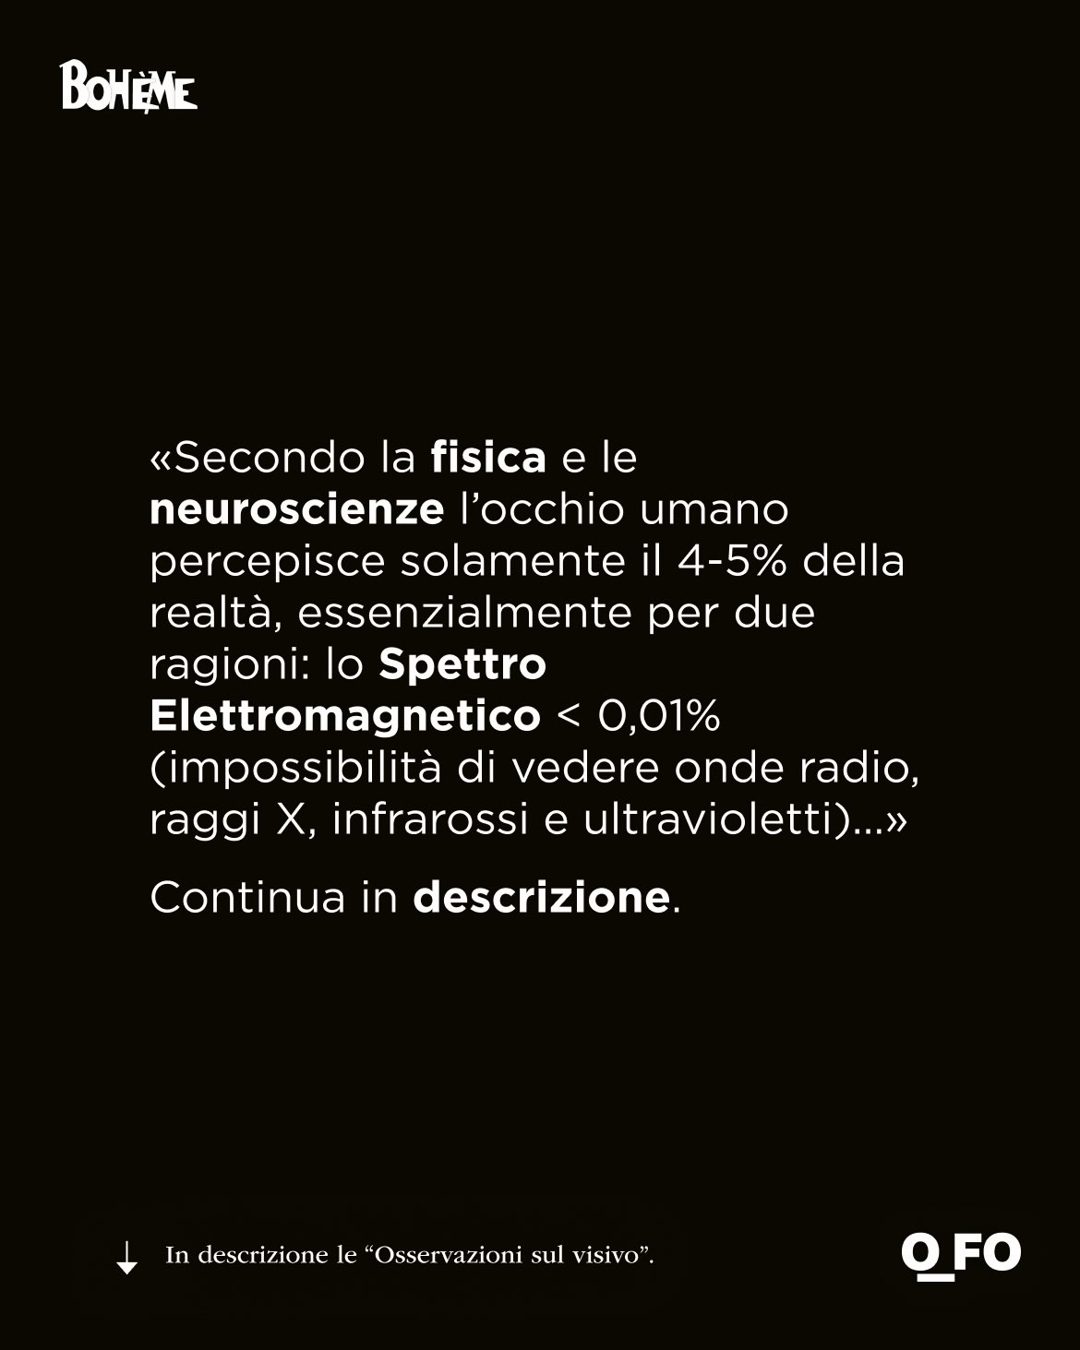 BOHÈME
«Secondo la fisica e le
neuroscienze l’occhio umano
percepisce solamente il 4-5% della
realtà, essenzialmente per due
ragioni: lo Spettro
Elettromagnetico < 0,01%
(impossibilità di vedere onde radio,
raggi X, infrarossi e ultravioletti)...»
Continua in descrizione.
In descrizione le “Osservazioni sul visivo”.
O_FO